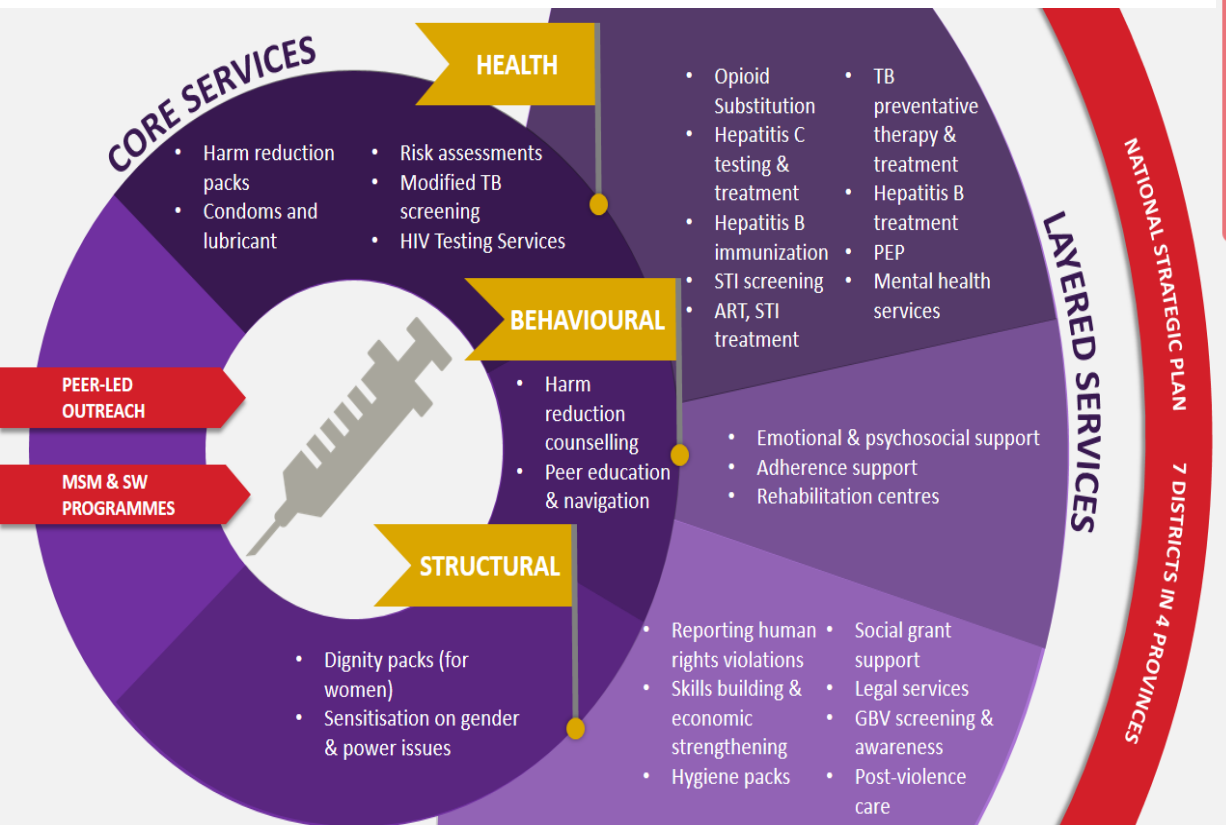 CORE SERVICES
HEALTH
• Harm reduction
packs
• Condoms and
lubricant
• Risk assessments
• Modified TB
screening
• HIV Testing Services
• Opioid
Substitution
• Hepatitis C
testing &
treatment
• Hepatitis B
immunization
• STI screening
• ART, STI
treatment
• TB
preventative
therapy &
treatment
• Hepatitis B
treatment
• PEP
• Mental health
services
BEHAVIOURAL
• Harm
reduction
counselling
• Peer education
& navigation
• Emotional & psychosocial support
• Adherence support
• Rehabilitation centres
PEER-LED
OUTREACH
MSM & SW
PROGRAMMES
STRUCTURAL
• Dignity packs (for
women)
• Sensitisation on gender
& power issues
• Reporting human
rights violations
• Skills building &
economic
strengthening
• Hygiene packs
• Social grant
support
• Legal services
• GBV screening &
awareness
• Post-violence
care
LAYERED SERVICES
NATIONAL STRATEGIC PLAN
7 DISTRICTS IN 4 PROVINCES